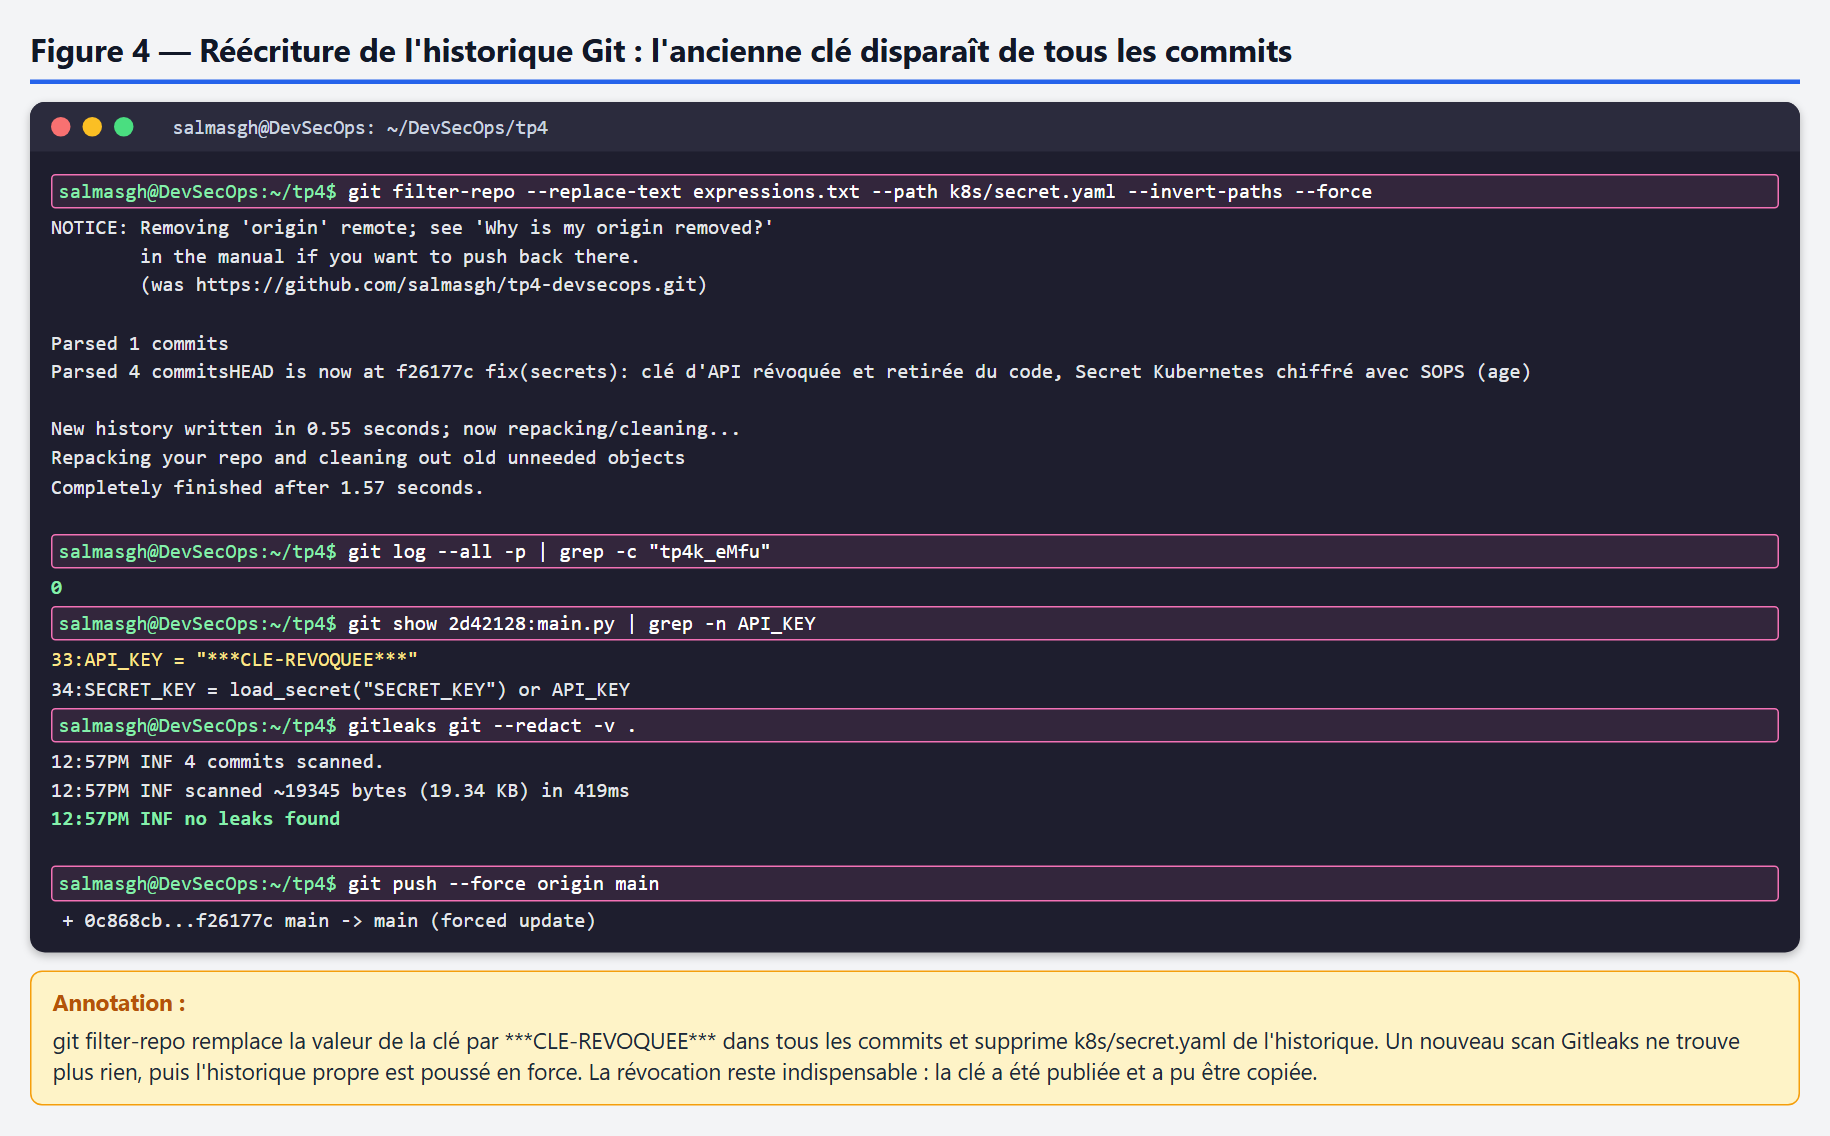 Figure 4 — Réécriture de l'historique Git : l'ancienne clé disparaît de tous les commits
salmasgh@DevSecOps: ~/DevSecOps/tp4
salmasgh@DevSecOps:~/tp4$ git filter-repo --replace-text expressions.txt --path k8s/secret.yaml --invert-paths --force
NOTICE: Removing 'origin' remote; see 'Why is my origin removed?'
        in the manual if you want to push back there.
        (was https://github.com/salmasgh/tp4-devsecops.git)
Parsed 1 commits
Parsed 4 commitsHEAD is now at f26177c fix(secrets): clé d'API révoquée et retirée du code, Secret Kubernetes chiffré avec SOPS (age)
New history written in 0.55 seconds; now repacking/cleaning...
Repacking your repo and cleaning out old unneeded objects
Completely finished after 1.57 seconds.
salmasgh@DevSecOps:~/tp4$ git log --all -p | grep -c "tp4k_eMfu"
0
salmasgh@DevSecOps:~/tp4$ git show 2d42128:main.py | grep -n API_KEY
33:API_KEY = "***CLE-REVOQUEE***"
34:SECRET_KEY = load_secret("SECRET_KEY") or API_KEY
salmasgh@DevSecOps:~/tp4$ gitleaks git --redact -v .
12:57PM INF 4 commits scanned.
12:57PM INF scanned ~19345 bytes (19.34 KB) in 419ms
12:57PM INF no leaks found
salmasgh@DevSecOps:~/tp4$ git push --force origin main
 + 0c868cb...f26177c main -> main (forced update)
Annotation :
git filter-repo remplace la valeur de la clé par ***CLE-REVOQUEE*** dans tous les commits et supprime k8s/secret.yaml de l'historique. Un nouveau scan Gitleaks ne trouve
plus rien, puis l'historique propre est poussé en force. La révocation reste indispensable : la clé a été publiée et a pu être copiée.